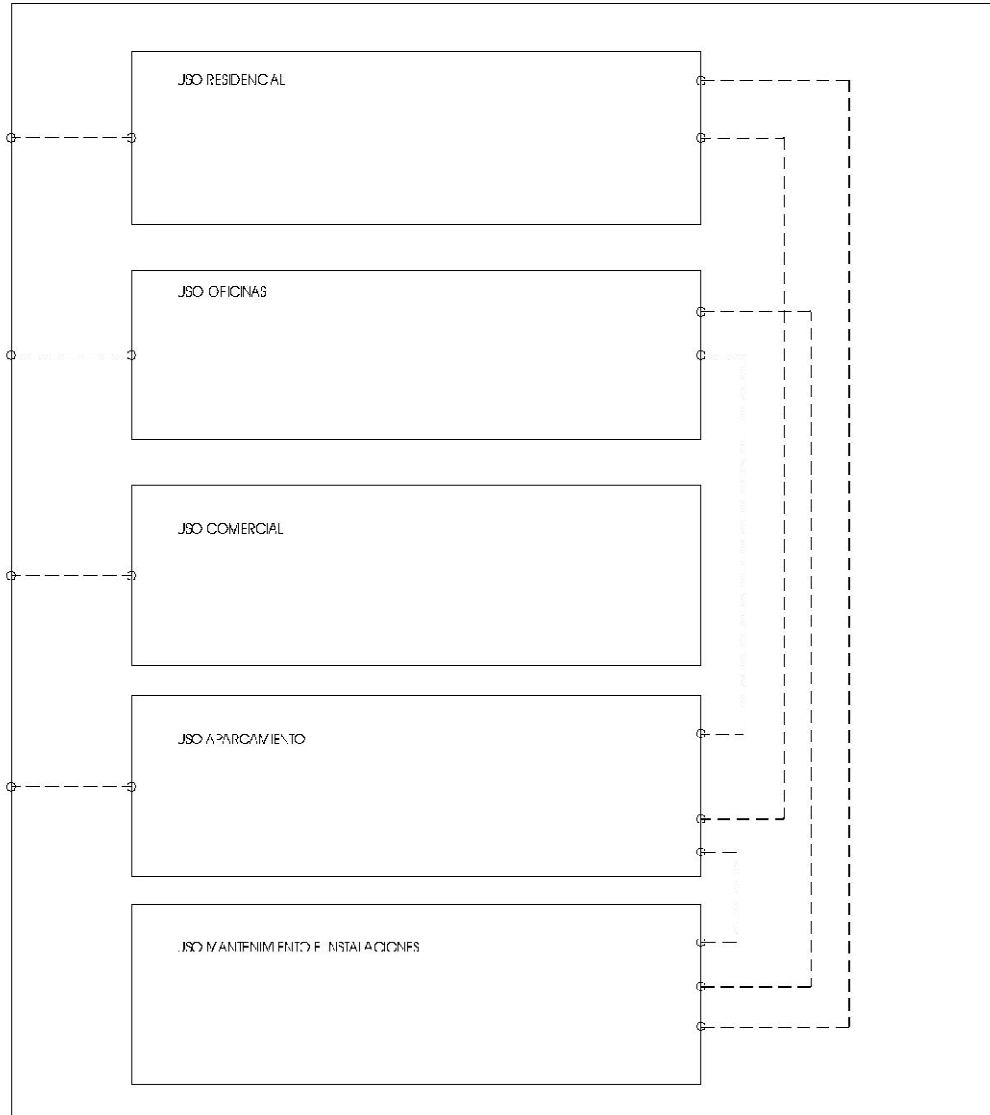 USO RESIDENCIAL
USO OFICINAS
USO COMERCIAL
USO APARCAMIENTO
USO MANTENIMIENTO E INSTALACIONES